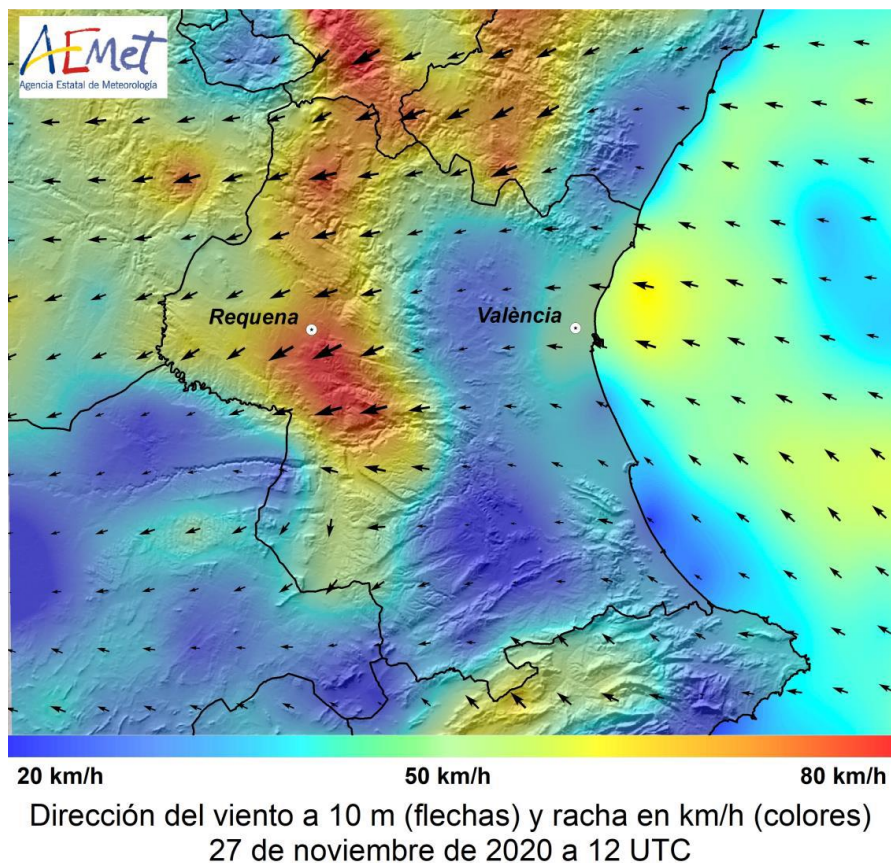 AEMet
Agencia Estatal de Meteorología
Requena
València
20 km/h 50 km/h 80 km/h
Dirección del viento a 10 m (flechas) y racha en km/h (colores)
27 de noviembre de 2020 a 12 UTC